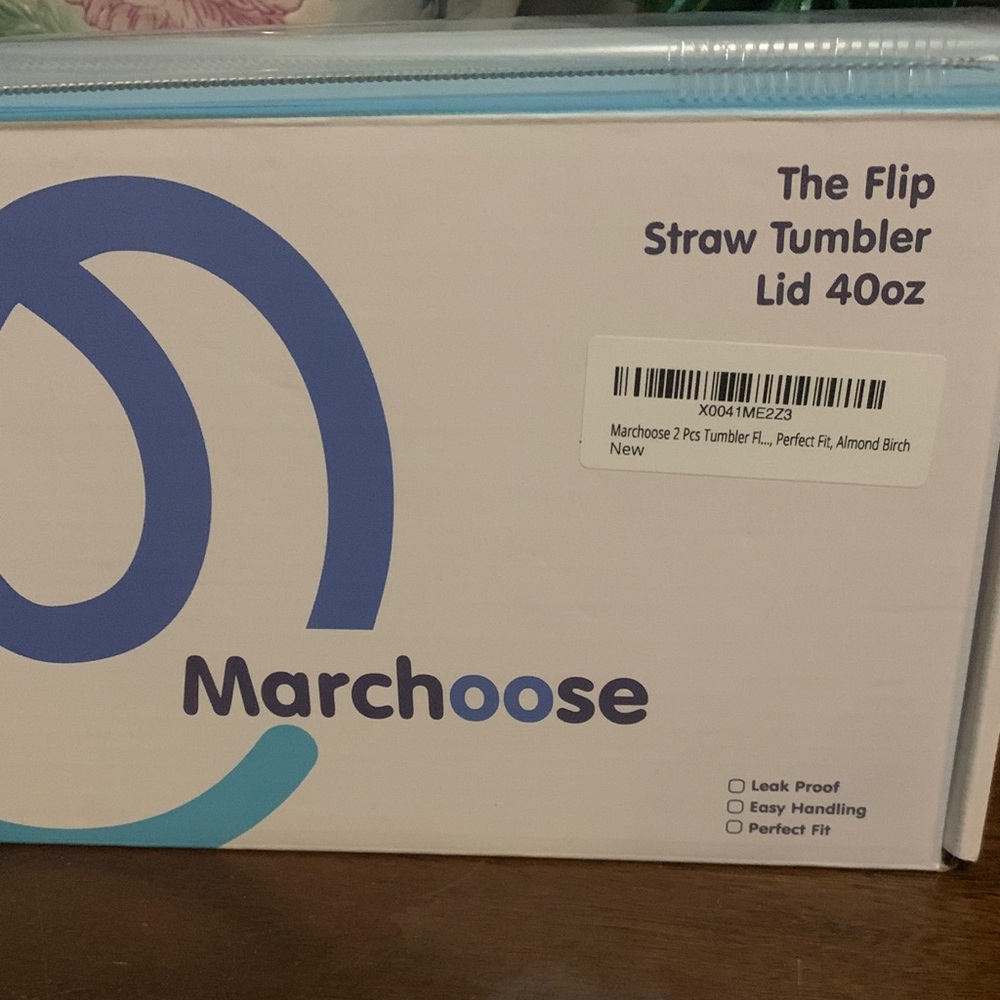 The Flip
Straw Tumbler
Lid 40oz
X0041ME2Z3
Marchoose 2 Pcs Tumbler Fl..., Perfect Fit, Almond Birch
New
Marchoose
Leak Proof
Easy Handling
Perfect Fit